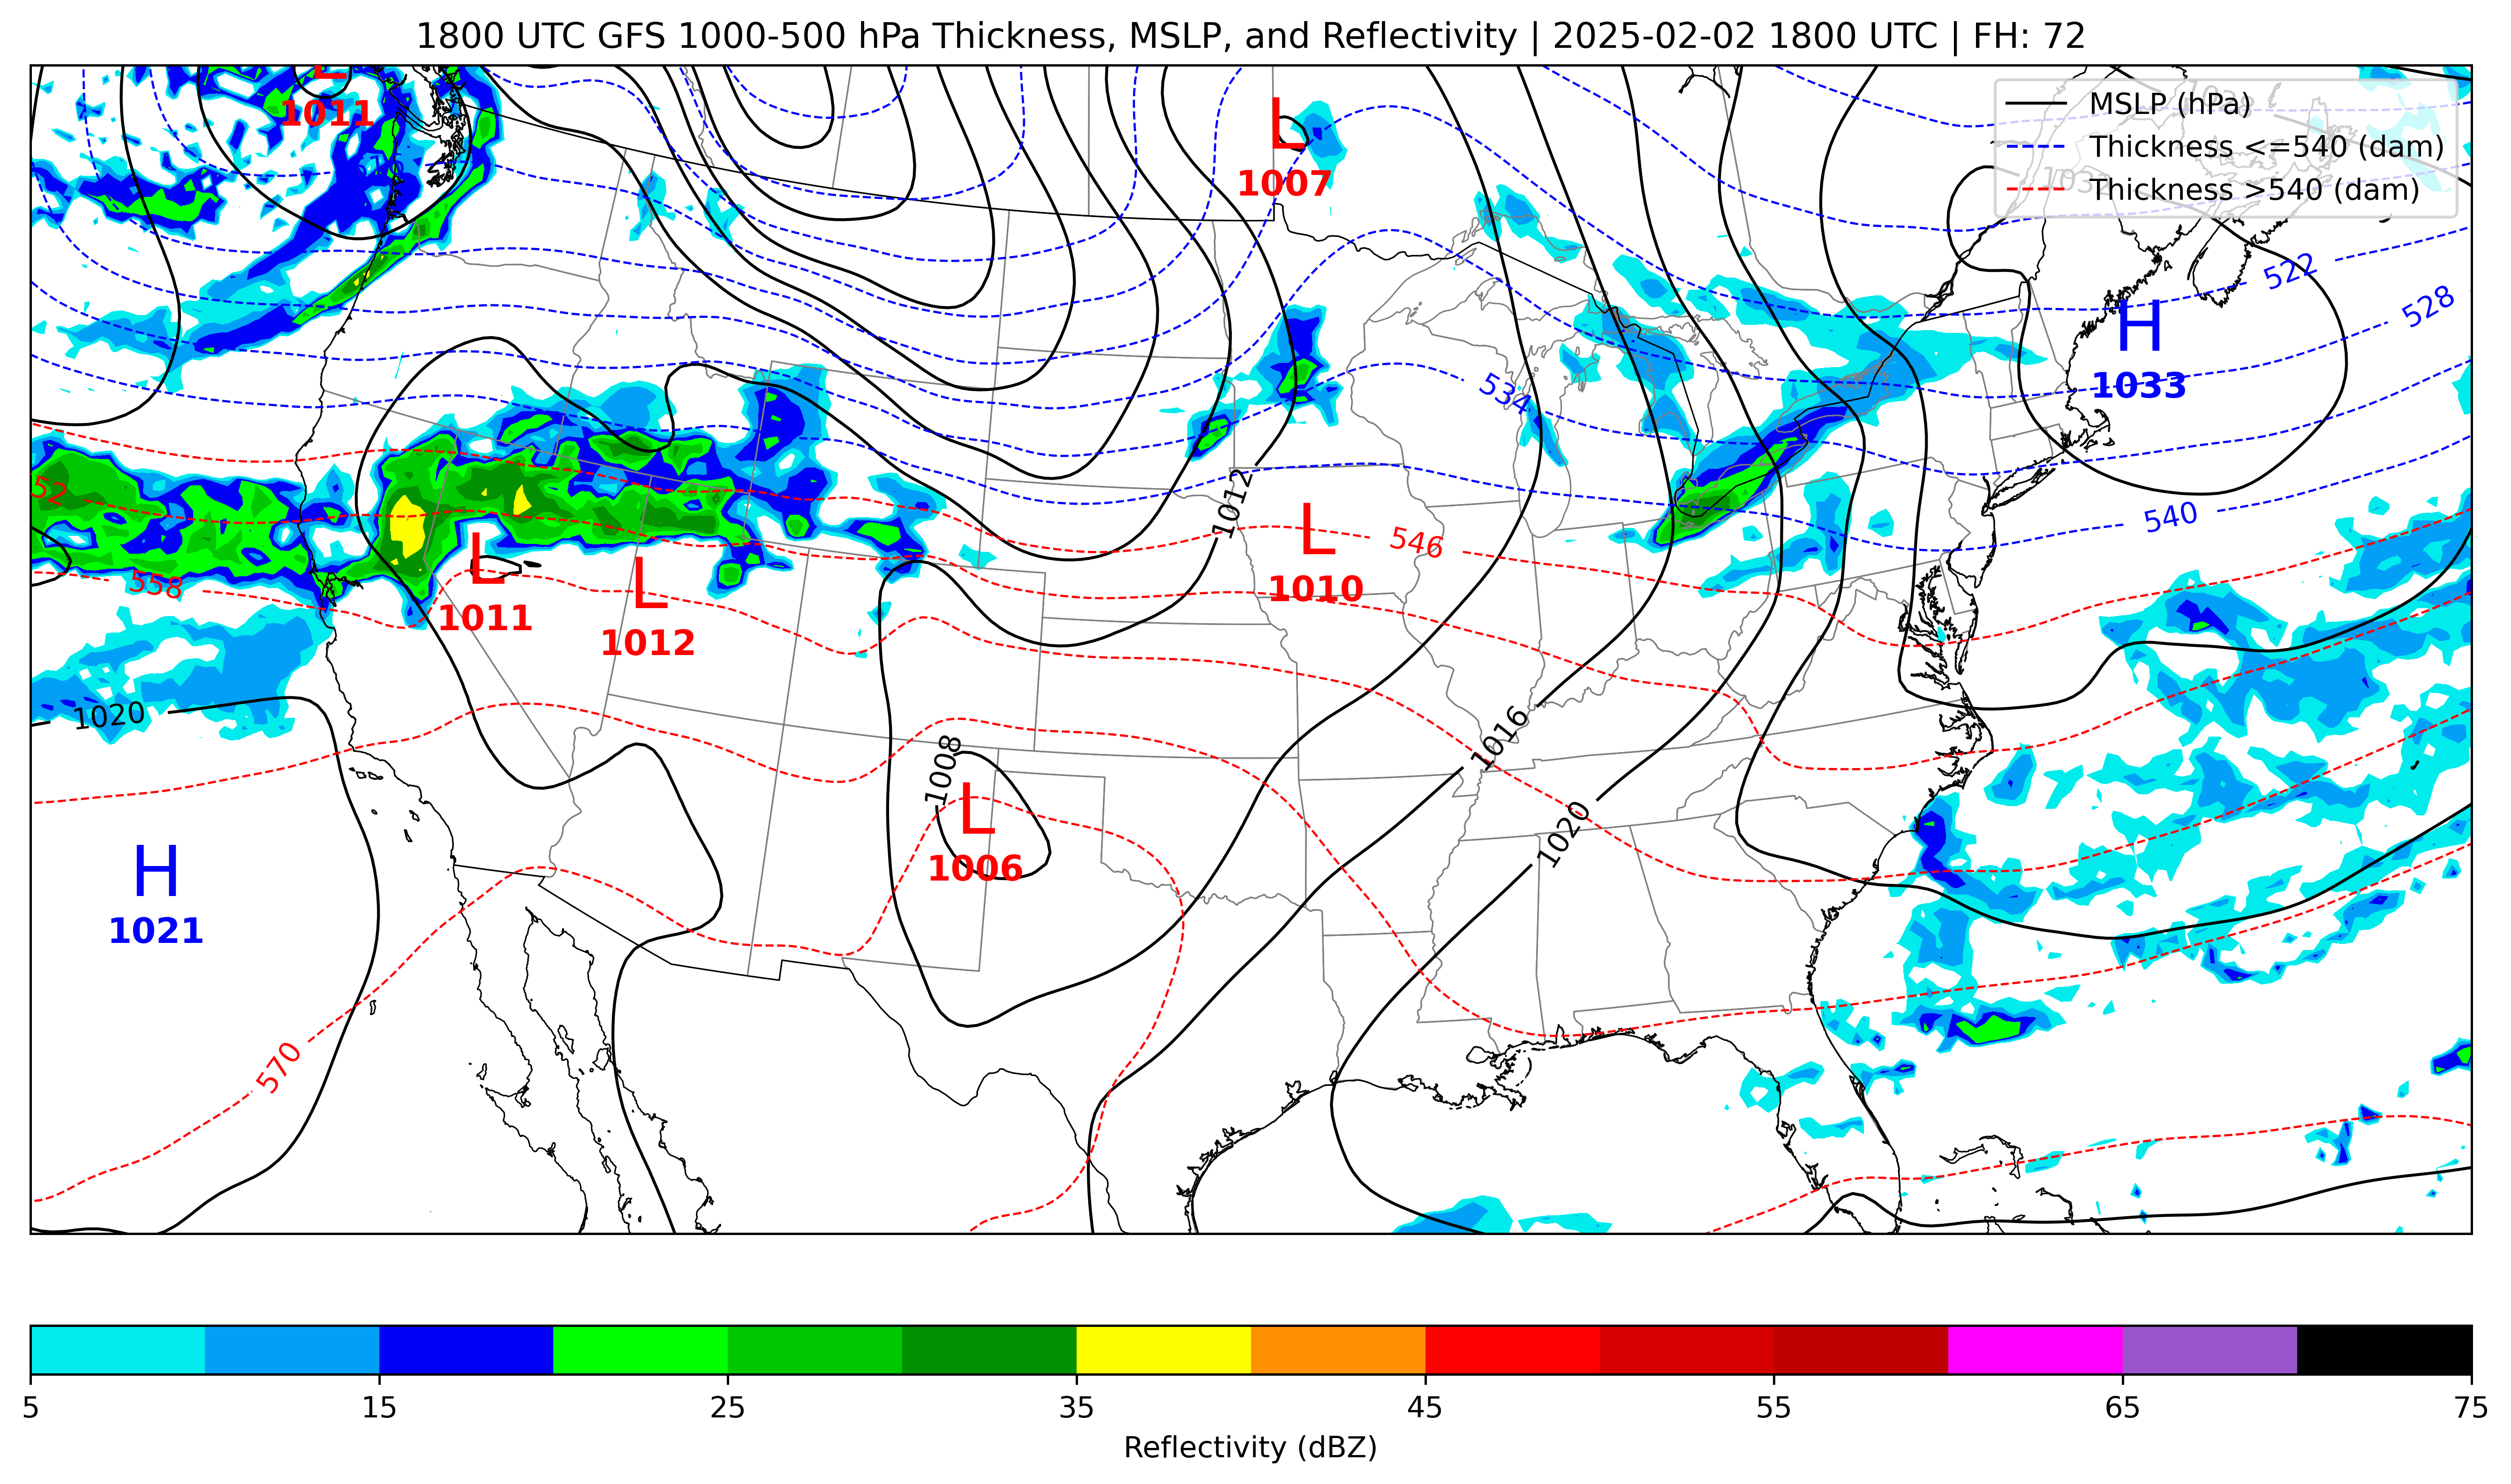 1800 UTC GFS 1000-500 hPa Thickness, MSLP, and Reflectivity | 2025-02-02 1800 UTC | FH: 72
MSLP (hPa)
Thickness <=540 (dam)
Thickness >540 (dam)
L
1011
L
1007
522
528
H
1033
534
52
1012
L
1010
546
540
L
1011
558
L
1012
1020
1016
1008
L
1006
1020
H
1021
570
5
15
25
35
45
55
65
75
Reflectivity (dBZ)